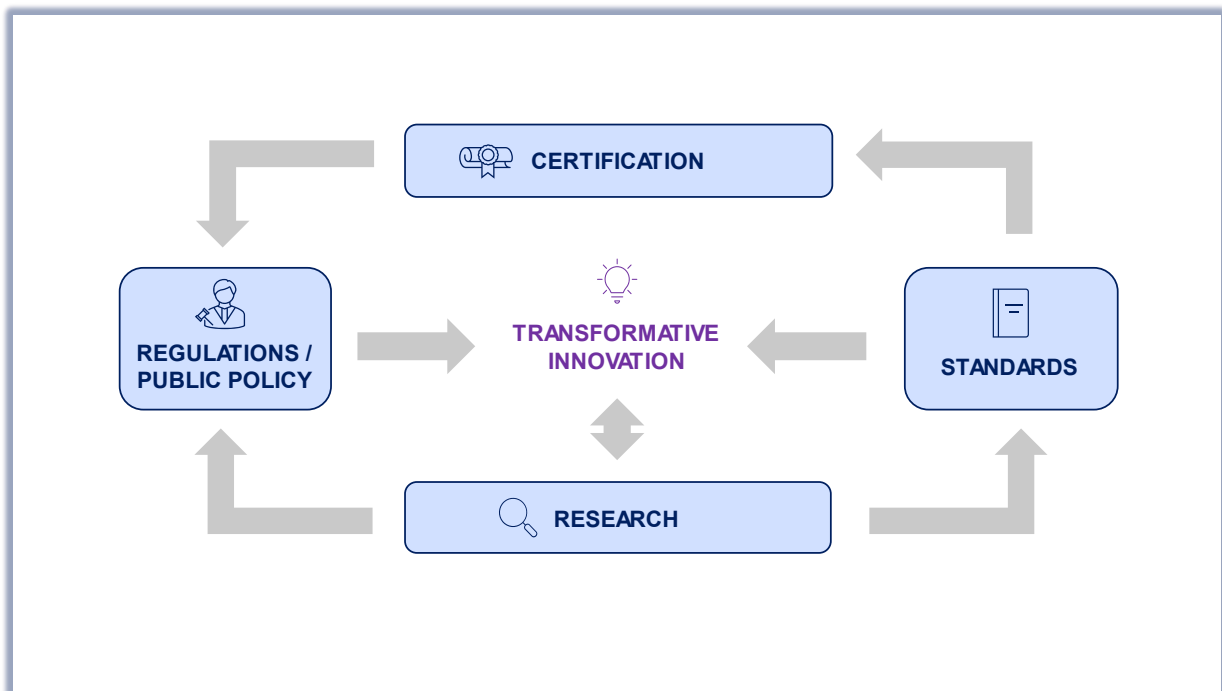 CERTIFICATION
REGULATIONS /
PUBLIC POLICY
TRANSFORMATIVE
INNOVATION
STANDARDS
RESEARCH